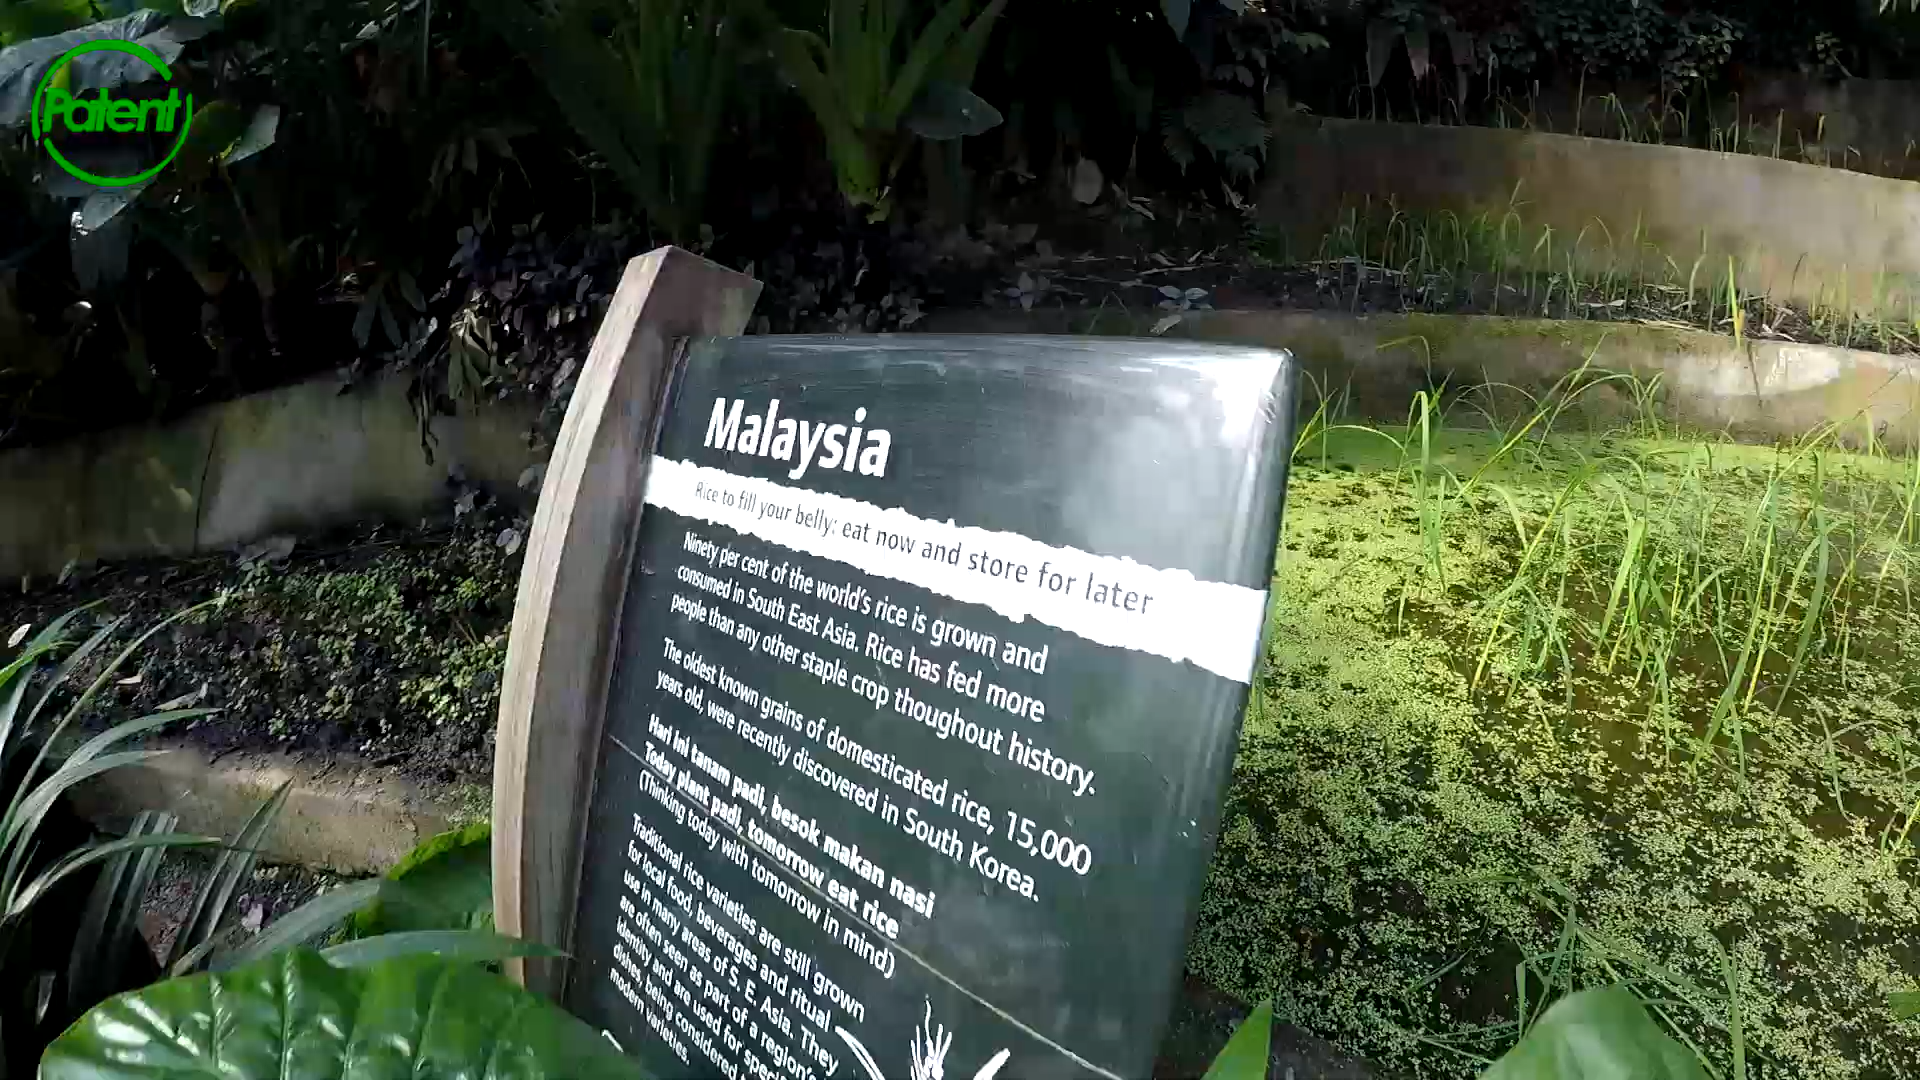 Patent
Malaysia
Rice to fill your belly: eat now and store for later
Ninety per cent of the world's rice is grown and
consumed in South East Asia. Rice has fed more
people than any other staple crop thoughout history.
The oldest known grains of domesticated rice, 15,000
years old, were recently discovered in South Korea.
Hari ini tanam padi, besok makan nasi
Today plant padi, tomorrow eat rice
(Thinking today with tomorrow in mind)
Traditional rice varieties are still grown
for local food, beverages and ritual
use in many areas of S. E. Asia. They
are often seen as part of a region's
identity and are used for
dishes, being considered
modern varieties.